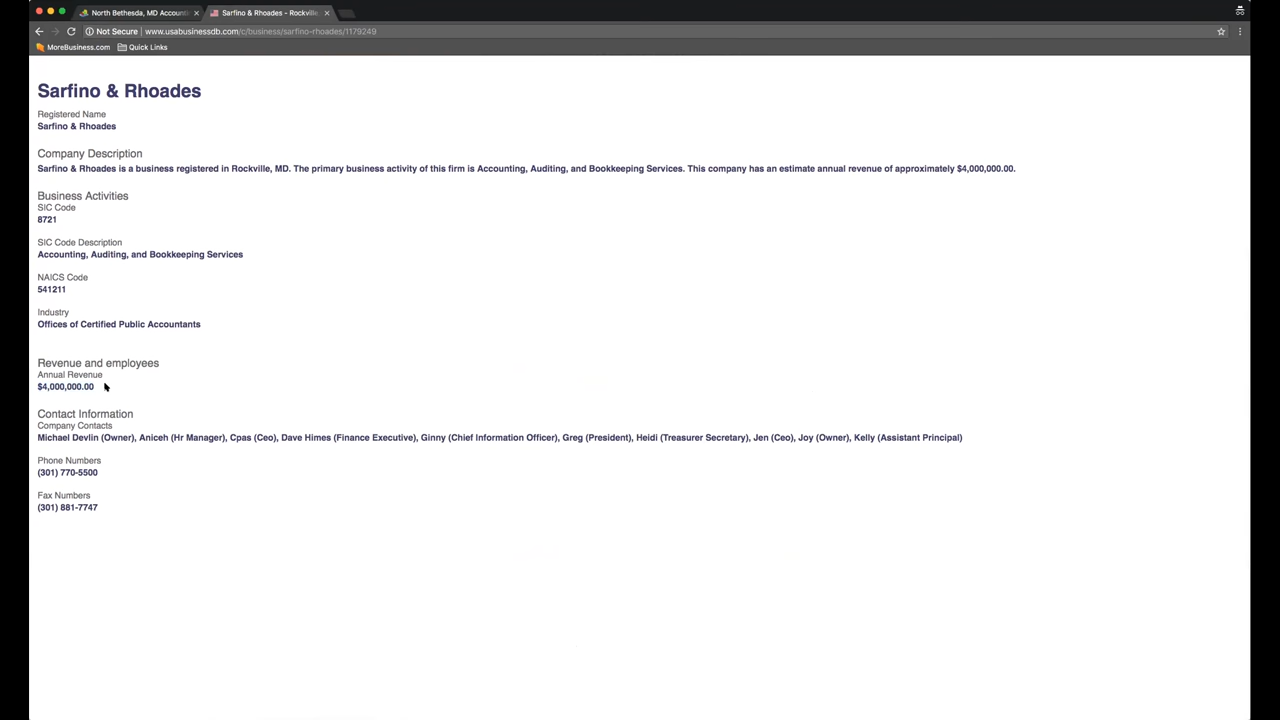 North Bethesda, MD Account
Sarfino & Rhoades - Rockville,
Not Secure
www.usabusinessdb.com/c/business/sarfino-rhoades/1179249
MoreBusiness.com
Quick Links
Sarfino & Rhoades
Registered Name
Sarfino & Rhoades
Company Description
Sarfino & Rhoades is a business registered in Rockville, MD. The primary business activity of this firm is Accounting, Auditing, and Bookkeeping Services. This company has an estimate annual revenue of approximately $4,000,000.00.
Business Activities
SIC Code
8721
SIC Code Description
Accounting, Auditing, and Bookkeeping Services
NAICS Code
541211
Industry
Offices of Certified Public Accountants
Revenue and employees
Annual Revenue
$4,000,000.00
Contact Information
Company Contacts
Michael Devlin (Owner), Aniceh (Hr Manager), Cpas (Ceo), Dave Himes (Finance Executive), Ginny (Chief Information Officer), Greg (President), Heidi (Treasurer Secretary), Jen (Ceo), Joy (Owner), Kelly (Assistant Principal)
Phone Numbers
(301) 770-5500
Fax Numbers
(301) 881-7747